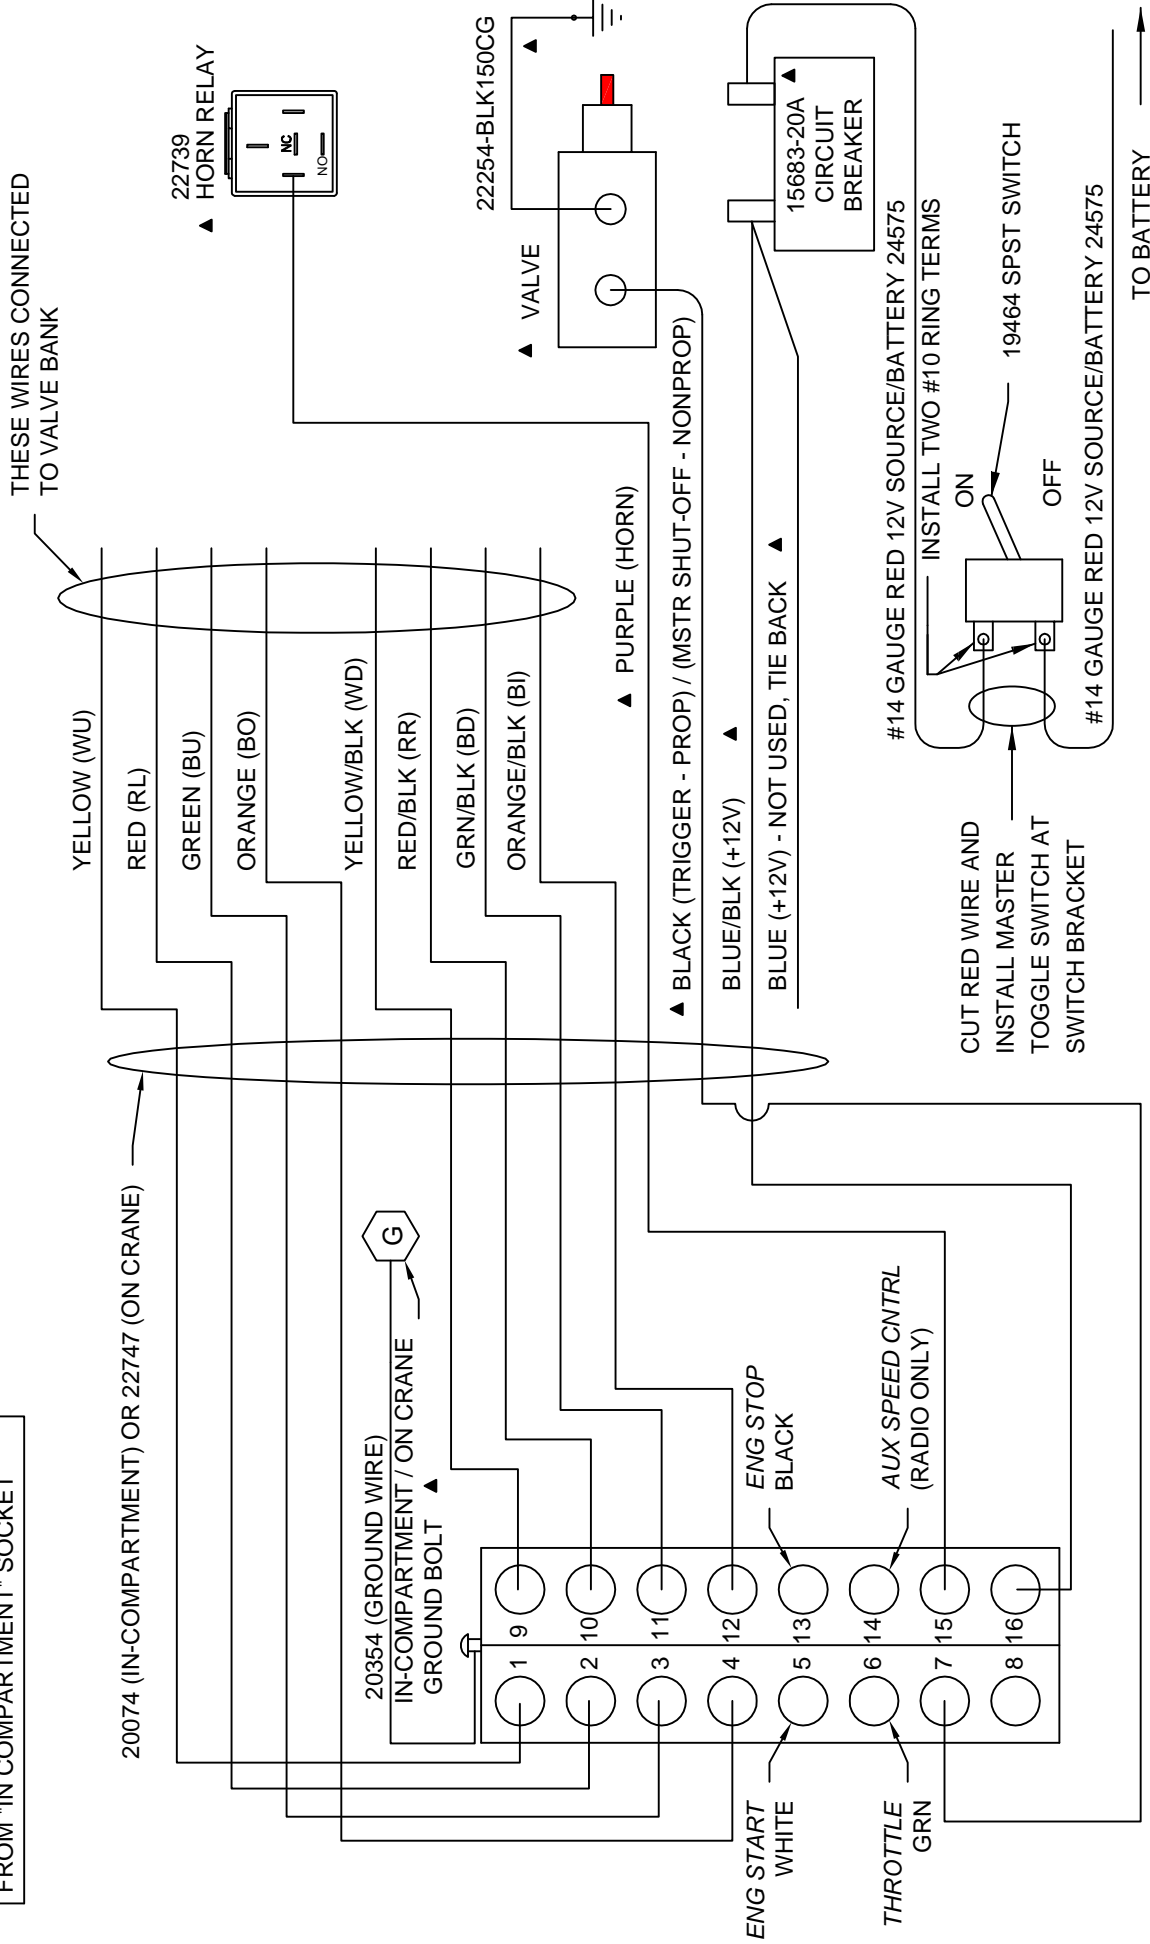 FROM "IN COMPARTMENT" SOCKET
20074 (IN-COMPARTMENT) OR 22747 (ON CRANE)
THESE WIRES CONNECTED
TO VALVE BANK
YELLOW (WU)
RED (RL)
GREEN (BU)
ORANGE (BO)
YELLOW/BLK (WD)
RED/BLK (RR)
GRN/BLK (BD)
ORANGE/BLK (BI)
▲ PURPLE (HORN)
▲ BLACK (TRIGGER - PROP) / (MSTR SHUT-OFF - NONPROP)
BLUE/BLK (+12V) ▲
BLUE (+12V) - NOT USED, TIE BACK ▲
22739
▲ HORN RELAY
NC
NO
22254-BLK150CG
▲
▲ VALVE
▲
15683-20A
CIRCUIT
BREAKER
#14 GAUGE RED 12V SOURCE/BATTERY 24575
INSTALL TWO #10 RING TERMS
ON
OFF
19464 SPST SWITCH
#14 GAUGE RED 12V SOURCE/BATTERY 24575
TO BATTERY
CUT RED WIRE AND
INSTALL MASTER
TOGGLE SWITCH AT
SWITCH BRACKET
20354 (GROUND WIRE)
IN-COMPARTMENT / ON CRANE
GROUND BOLT ▲
G
1 9
2 10
3 11
4 12
5 13
6 14
7 15
8 16
ENG START
WHITE
THROTTLE
GRN
ENG STOP
BLACK
AUX SPEED CNTRL
(RADIO ONLY)